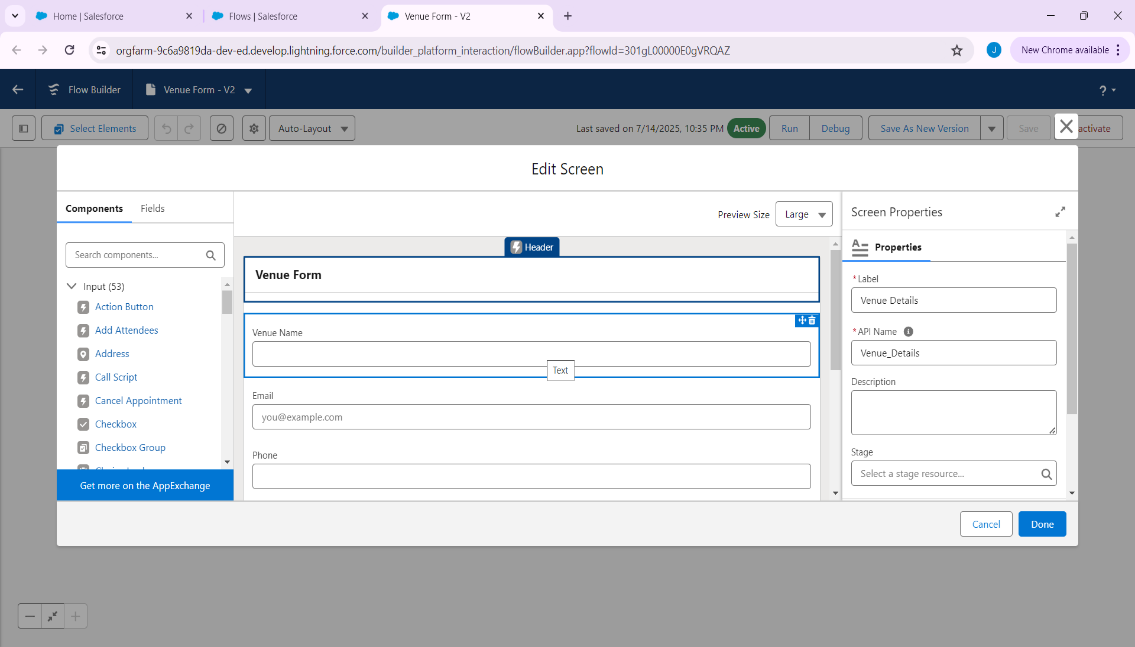 Home | Salesforce
Flows | Salesforce
Venue Form - V2
orgfarm-9c6a9819da-dev-ed.develop.lightning.force.com/builder_platform_interaction/flowBuilder.app?flowId=301gL00000E0gVRQAZ
J
New Chrome available
Flow Builder
Venue Form - V2
?
Select Elements
Auto-Layout
Last saved on 7/14/2025, 10:35 PM
Active
Run
Debug
Save As New Version
Save
activate
Edit Screen
Components
Fields
Search components...
Input (53)
Action Button
Add Attendees
Address
Call Script
Cancel Appointment
Checkbox
Checkbox Group
Get more on the AppExchange
Preview Size
Large
Header
Venue Form
Venue Name
Text
Email
you@example.com
Phone
Screen Properties
Properties
* Label
Venue Details
* API Name
Venue_Details
Description
Stage
Select a stage resource...
Cancel
Done